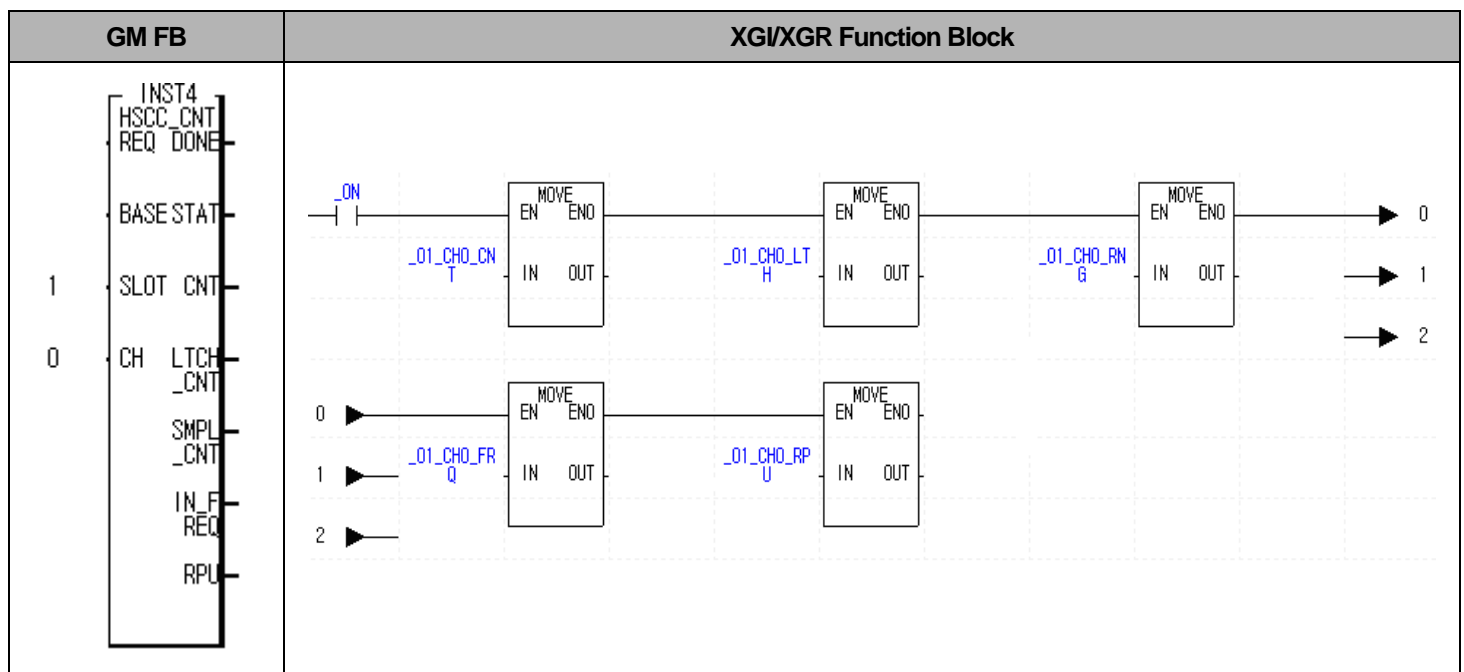 GM FB
XGI/XGR Function Block
INST4
HSCC_CNT
REQ DONE
BASE STAT
1 SLOT CNT
0 CH LTCH
_CNT
SMPL
_CNT
IN_F
REQ
RPU
_ON
MOVE MOVE MOVE
EN ENO EN ENO EN ENO 0
_01_CH0_CN _01_CH0_LT _01_CH0_RN
T IN OUT H IN OUT G IN OUT 1
2
MOVE MOVE
0 EN ENO EN ENO
_01_CH0_FR _01_CH0_RP
1 Q IN OUT U IN OUT
2